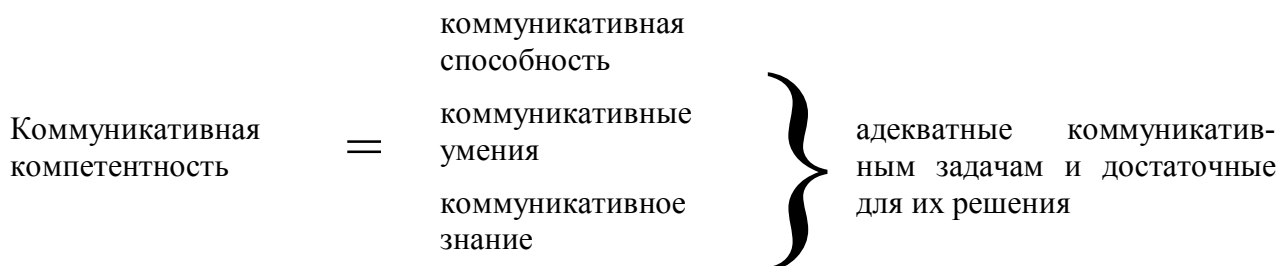 коммуникативная
способность
Коммуникативная
компетентность
=
коммуникативные
умения
коммуникативное
знание
}
адекватные коммуникатив-
ным задачам и достаточные
для их решения